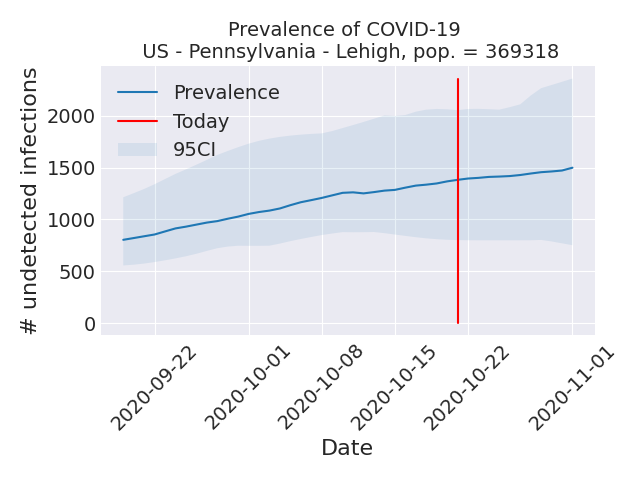 Prevalence of COVID-19
US - Pennsylvania - Lehigh, pop. = 369318
# undetected infections
2000
1500
1000
500
0
Prevalence
Today
95CI
2020-09-22
2020-10-01
2020-10-08
2020-10-15
2020-10-22
2020-11-01
Date